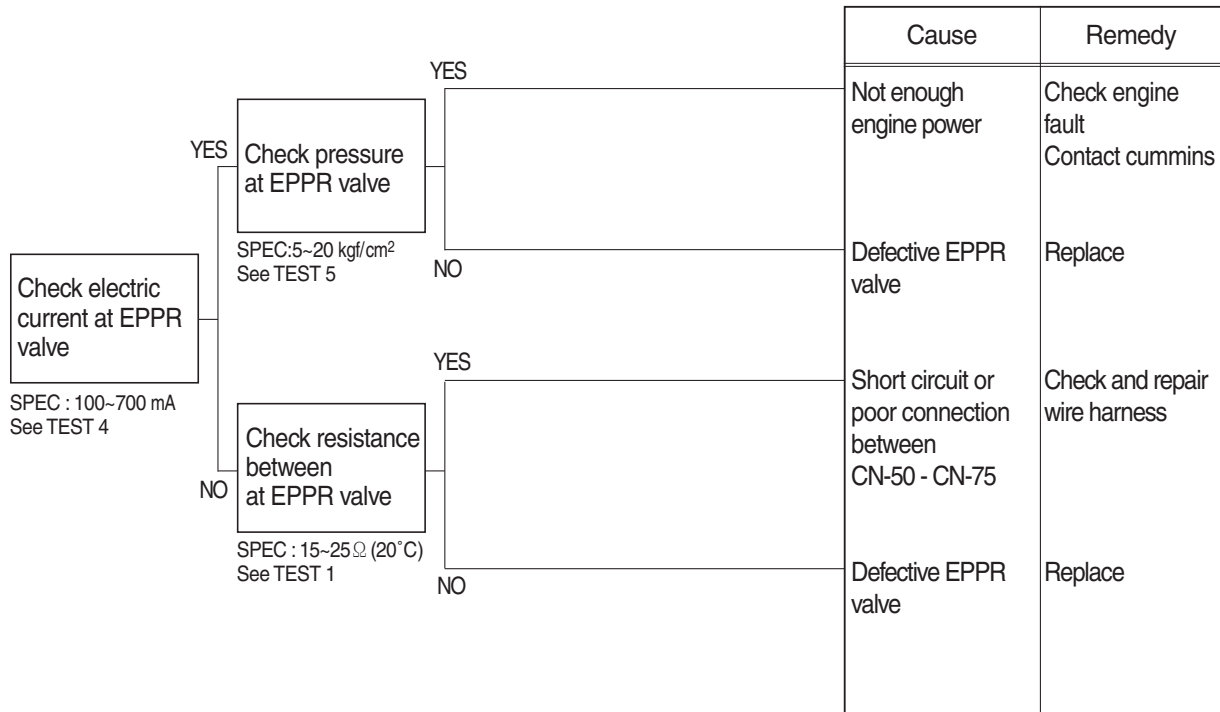 Cause
Remedy
YES
Not enough
engine power
Check engine
fault
Contact cummins
YES
Check pressure
at EPPR valve
SPEC:5~20 kgf/cm²
See TEST 5
NO
Defective EPPR
valve
Replace
Check electric
current at EPPR
valve
SPEC : 100~700 mA
See TEST 4
YES
Short circuit or
poor connection
between
CN-50 - CN-75
Check and repair
wire harness
NO
Check resistance
between
at EPPR valve
SPEC : 15~25Ω (20˚C)
See TEST 1
NO
Defective EPPR
valve
Replace